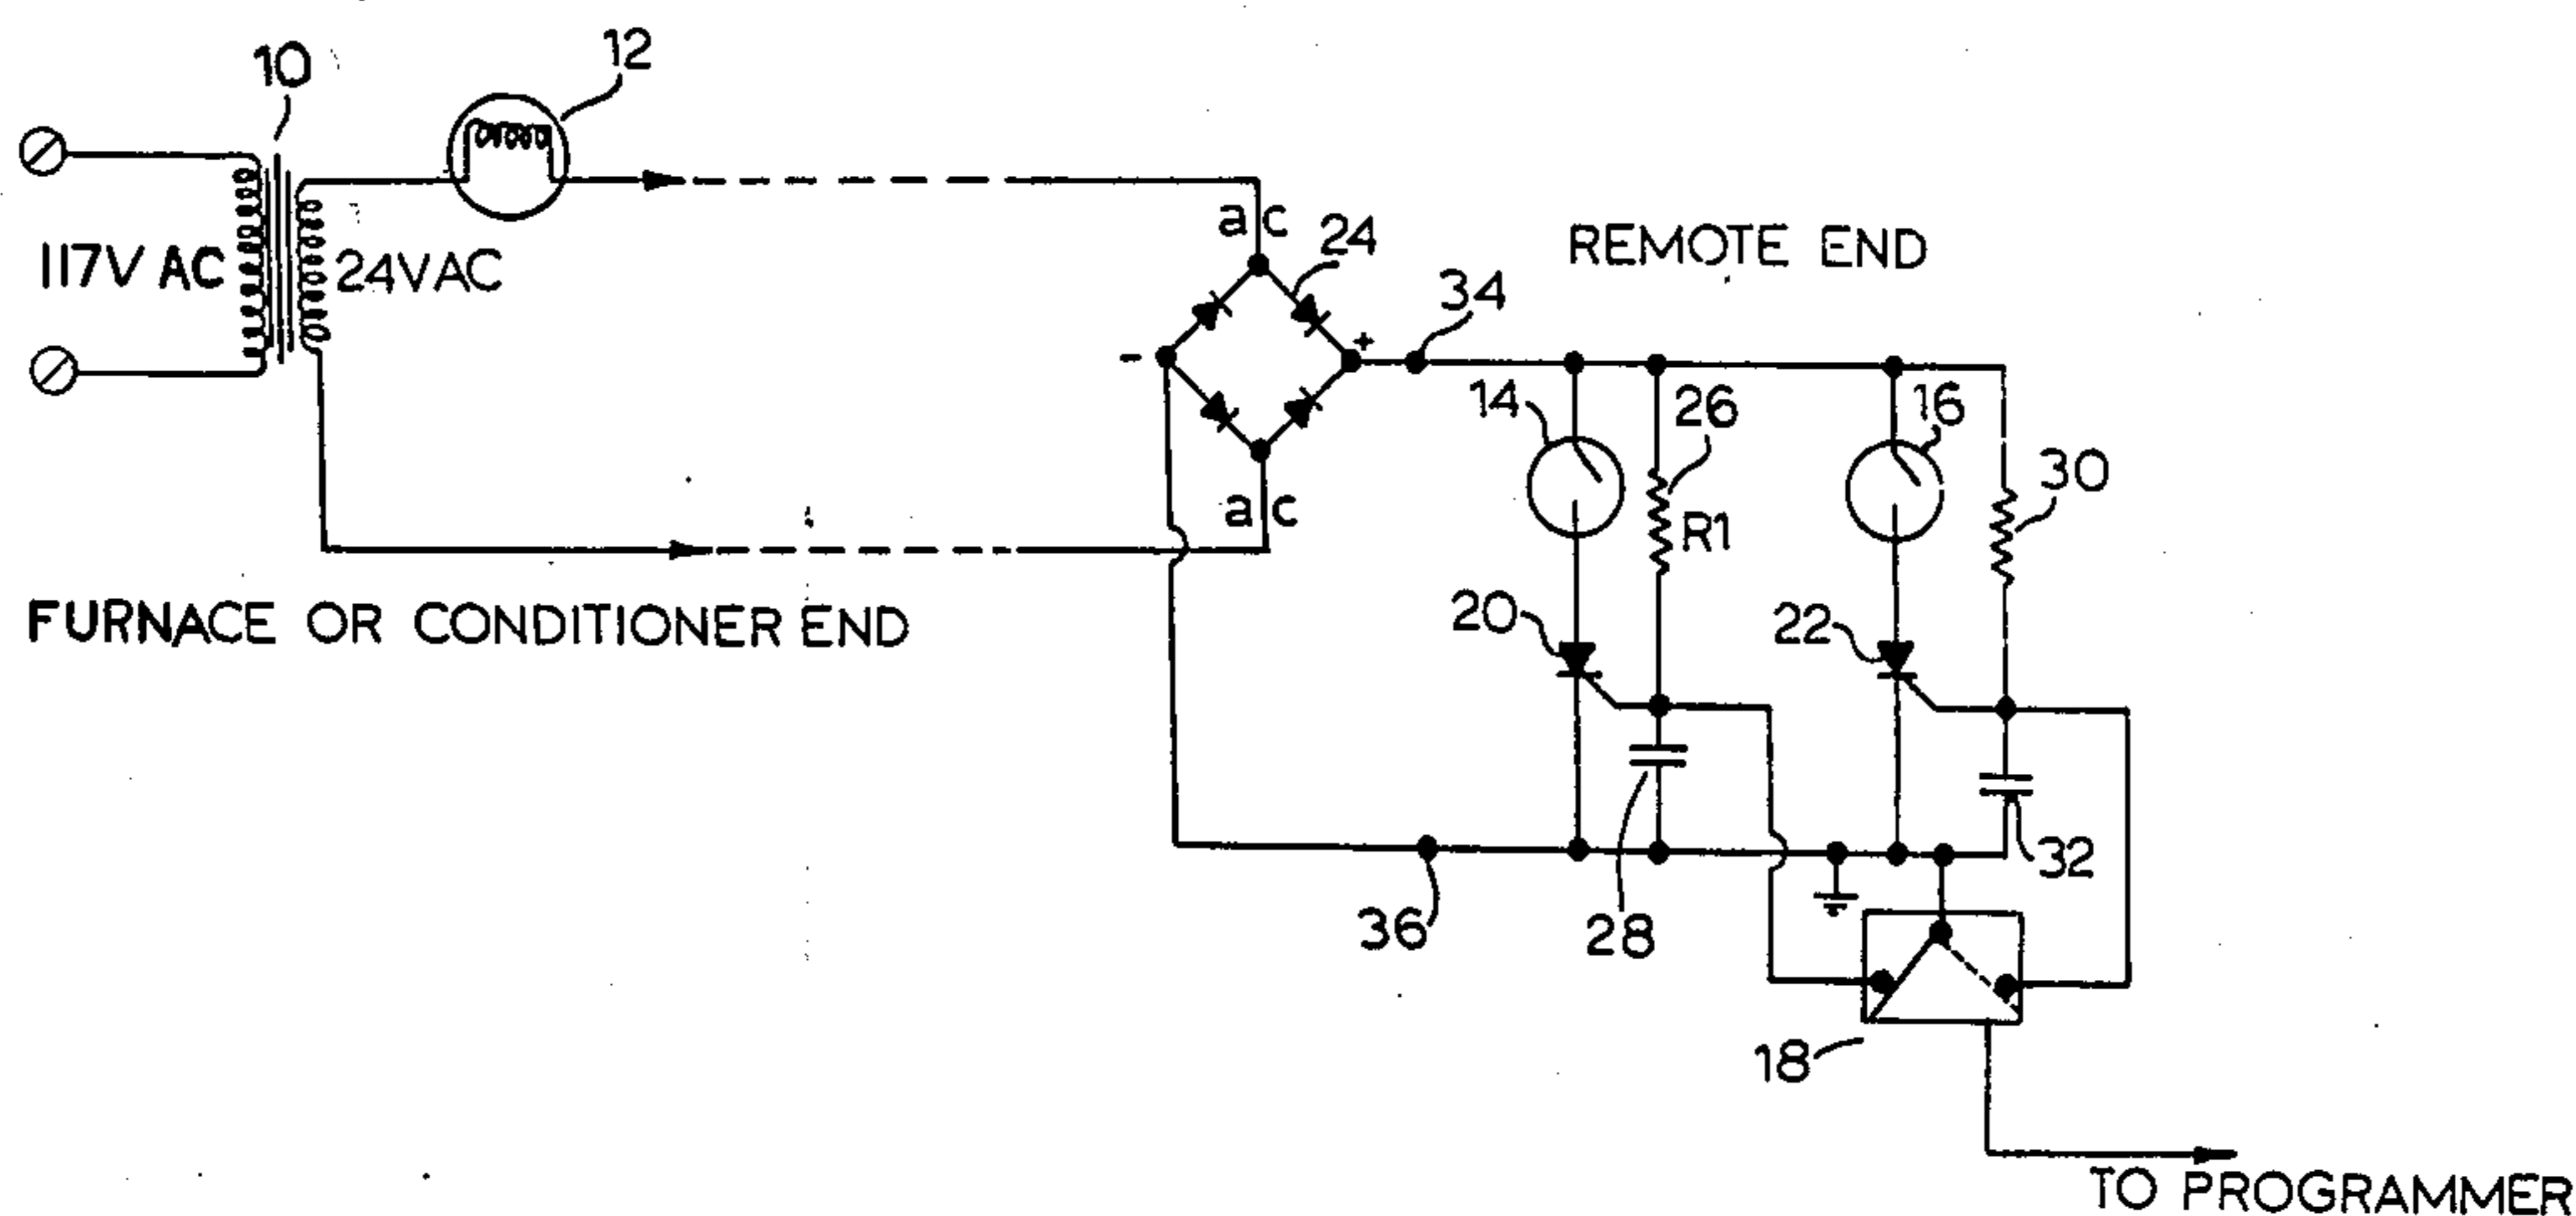 10
12
117V AC
24VAC
ac
24
REMOTE END
34
+
-
14
26
16
30
R1
ac
FURNACE OR CONDITIONER END
20
22
32
36
28
18
TO PROGRAMMER